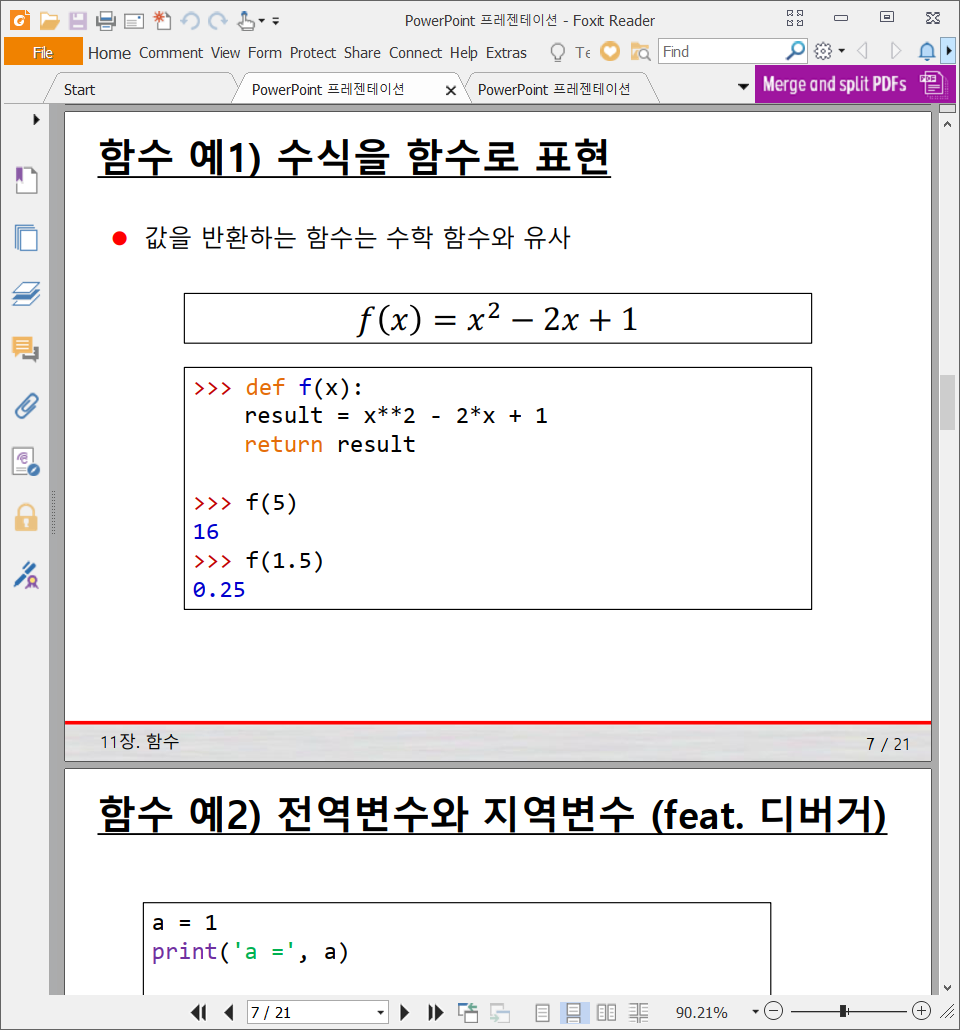 PowerPoint 프레젠테이션 - Foxit Reader
File Home Comment View Form Protect Share Connect Help Extras Te Find
Start PowerPoint 프레젠테이션 PowerPoint 프레젠테이션 Merge and split PDFs
함수 예1) 수식을 함수로 표현
값을 반환하는 함수는 수학 함수와 유사
f(x) = x² − 2x + 1
>>> def f(x):
result = x**2 - 2*x + 1
return result
>>> f(5)
16
>>> f(1.5)
0.25
11장. 함수 7 / 21
함수 예2) 전역변수와 지역변수 (feat. 디버거)
a = 1
print('a =', a)
7 / 21 90.21%